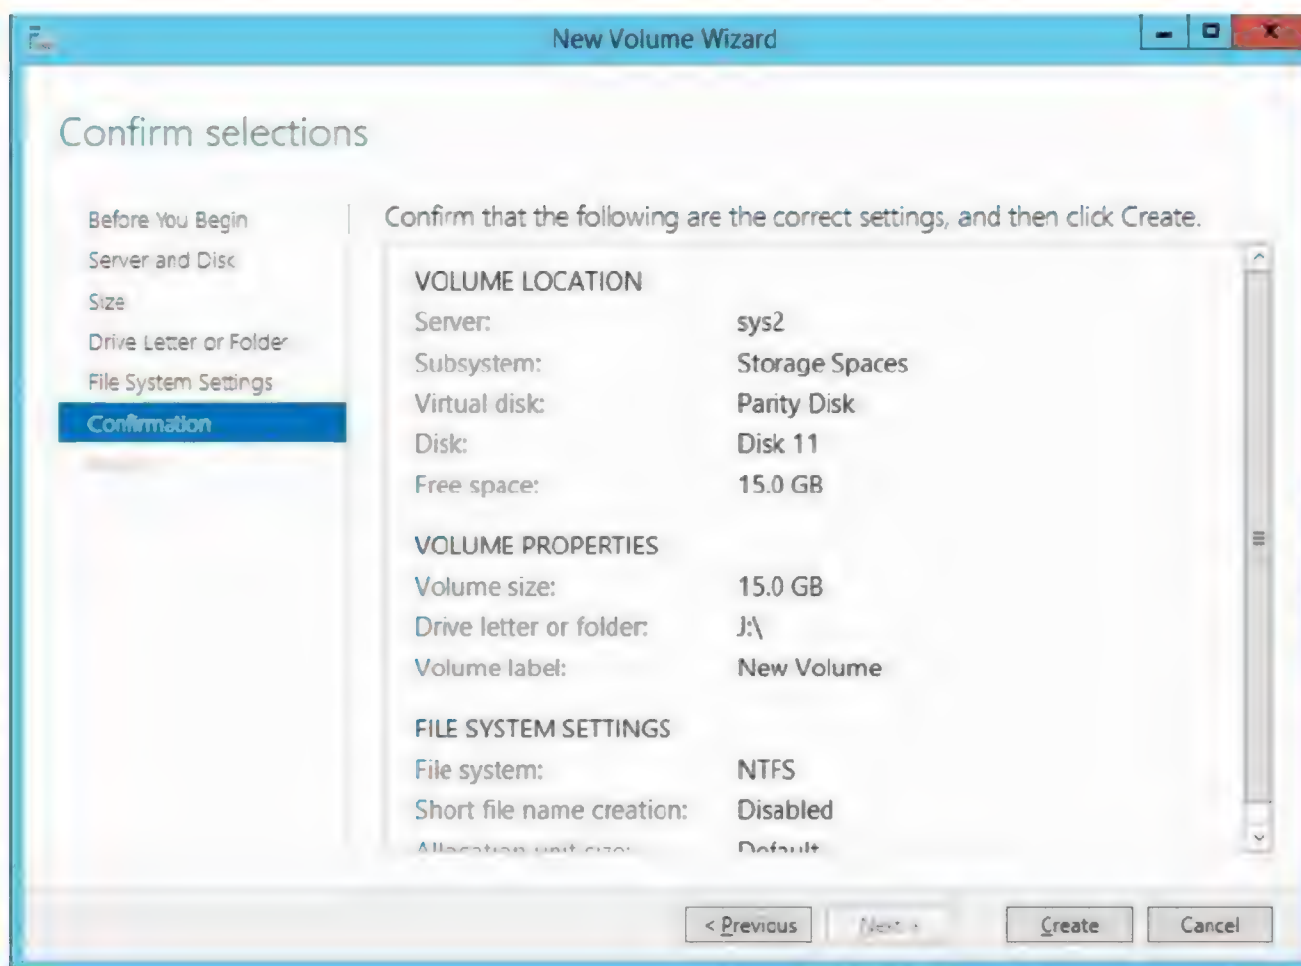 New Volume Wizard
Confirm selections
Before You Begin
Server and Disk
Size
Drive Letter or Folder
File System Settings
Confirmation
Confirm that the following are the correct settings, and then click Create.
VOLUME LOCATION
Server: sys2
Subsystem: Storage Spaces
Virtual disk: Parity Disk
Disk: Disk 11
Free space: 15.0 GB
VOLUME PROPERTIES
Volume size: 15.0 GB
Drive letter or folder: J:\
Volume label: New Volume
FILE SYSTEM SETTINGS
File system: NTFS
Short file name creation: Disabled
Allocation unit size: Default
< Previous
Next >
Create
Cancel